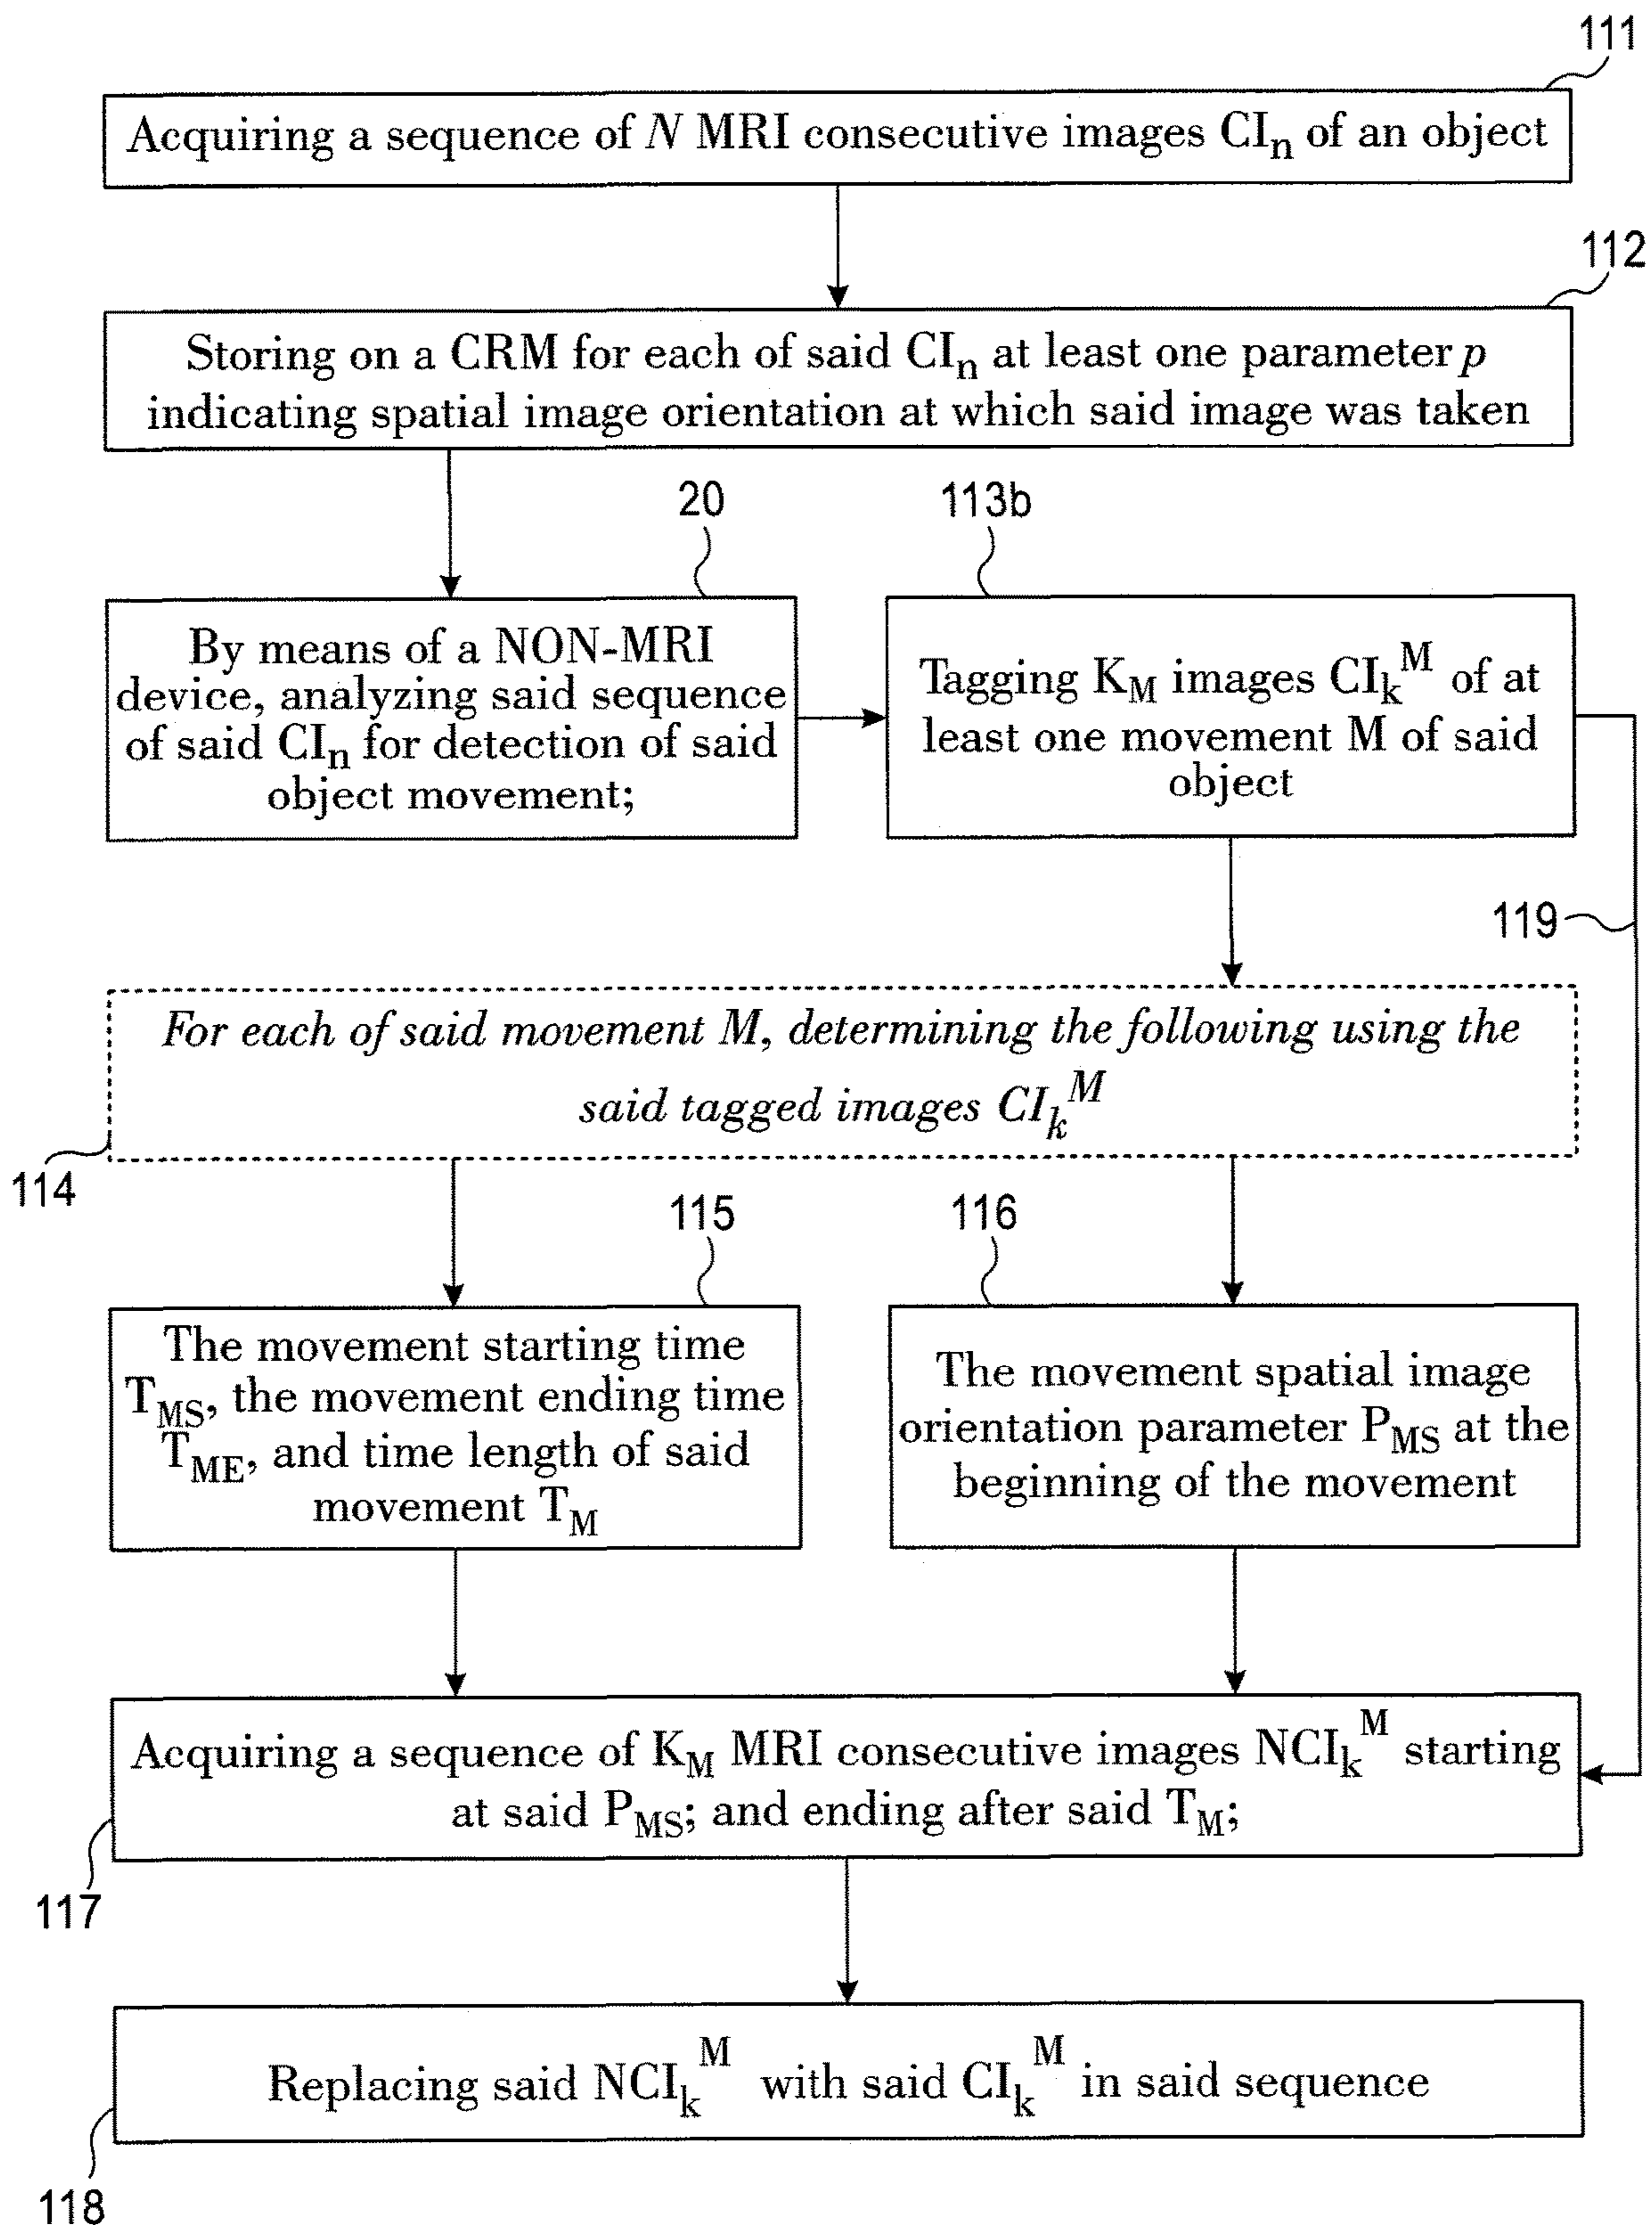 111
Acquiring a sequence of N MRI consecutive images CIn of an object
112
Storing on a CRM for each of said CIn at least one parameter p
indicating spatial image orientation at which said image was taken
20
113b
By means of a NON-MRI
device, analyzing said sequence
of said CIn for detection of said
object movement;
Tagging KM images CIkM of at
least one movement M of said
object
119
For each of said movement M, determining the following using the
said tagged images CIkM
114
115
116
The movement starting time
TMS, the movement ending time
TME, and time length of said
movement TM
The movement spatial image
orientation parameter PMS at the
beginning of the movement
Acquiring a sequence of KM MRI consecutive images NCIkM starting
at said PMS; and ending after said TM;
117
Replacing said NCIkM with said CIkM in said sequence
118